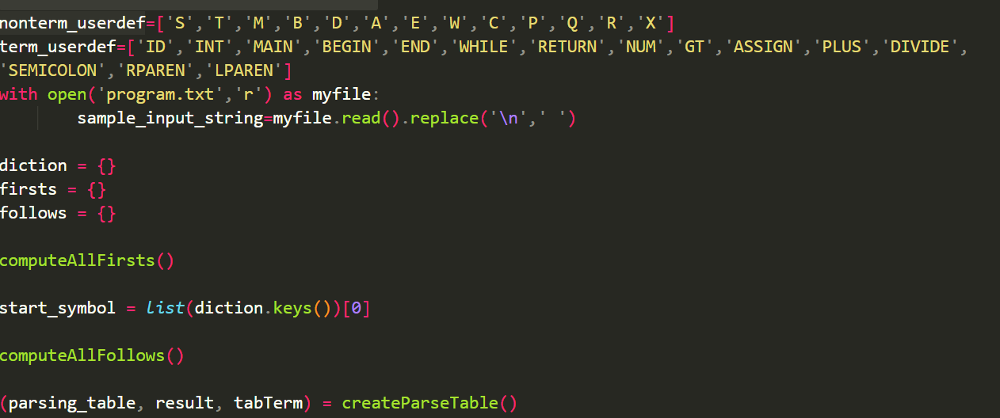 nonterm_userdef=['S','T','M','B','D','A','E','W','C','P','Q','R','X']
term_userdef=['ID','INT','MAIN','BEGIN','END','WHILE','RETURN','NUM','GT','ASSIGN','PLUS','DIVIDE',
'SEMICOLON','RPAREN','LPAREN']
with open('program.txt','r') as myfile:
        sample_input_string=myfile.read().replace('\n',' ')
diction = {}
firsts = {}
follows = {}
computeAllFirsts()
start_symbol = list(diction.keys())[0]
computeAllFollows()
(parsing_table, result, tabTerm) = createParseTable()